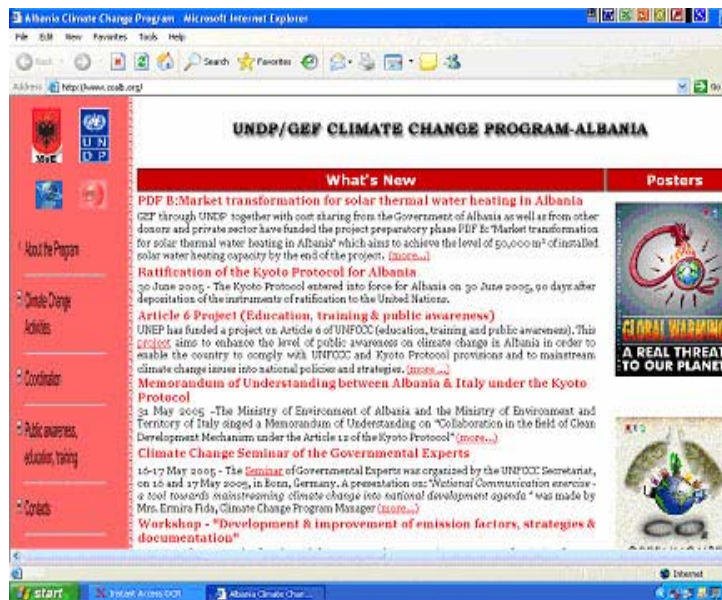 Albania Climate Change Program - Microsoft Internet Explorer
File Edit View Favorites Tools Help
Back Search Favorites
Address http://www.ccalb.org/ Go
MoE
UN
DP
UNDP/GEF CLIMATE CHANGE PROGRAM-ALBANIA
About the Program
Climate Change
Activities
Coordination
Public awareness,
education, training
Contacts
What's New
PDF B:Market transformation for solar thermal water heating in Albania
GEF through UNDP together with cost sharing from the Government of Albania as well as from other
donors and private sector have funded the project preparatory phase PDF B: "Market transformation
for solar thermal water heating in Albania" which aims to achieve the level of 50,000 m² of installed
solar water heating capacity by the end of the project. (more...)
Ratification of the Kyoto Protocol for Albania
30 June 2005 - The Kyoto Protocol entered into force for Albania on 30 June 2005, 90 days after
depositation of the instruments of ratification to the United Nations.
Article 6 Project (Education, training & public awareness)
UNEP has funded a project on Article 6 of UNFCCC (education, training and public awareness). This
project aims to enhance the level of public awareness on climate change in Albania in order to
enable the country to comply with UNFCCC and Kyoto Protocol provisions and to mainstream
climate change issues into national policies and strategies. (more ...)
Memorandum of Understanding between Albania & Italy under the Kyoto
Protocol
31 May 2005 -The Ministry of Environment of Albania and the Ministry of Environment and
Territory of Italy singed a Memorandum of Understanding on "Collaboration in the field of Clean
Development Mechanism under the Article 12 of the Kyoto Protocol" (more...)
Climate Change Seminar of the Governmental Experts
16-17 May 2005 - The Seminar of Governmental Experts was organized by the UNFCCC Secretariat,
on 16 and 17 May 2005, in Bonn, Germany. A presentation on: "National Communication exercise -
a tool towards mainstreaming climate change into national development agenda " was made by
Mrs. Ermira Fida, Climate Change Program Manager (more...)
Workshop - "Development & improvement of emission factors, strategies &
documentation"
Posters
GLOBAL WARMING
A REAL THREAT
TO OUR PLANET
Internet
start
Instant Access OCR
Albania Climate Chan...